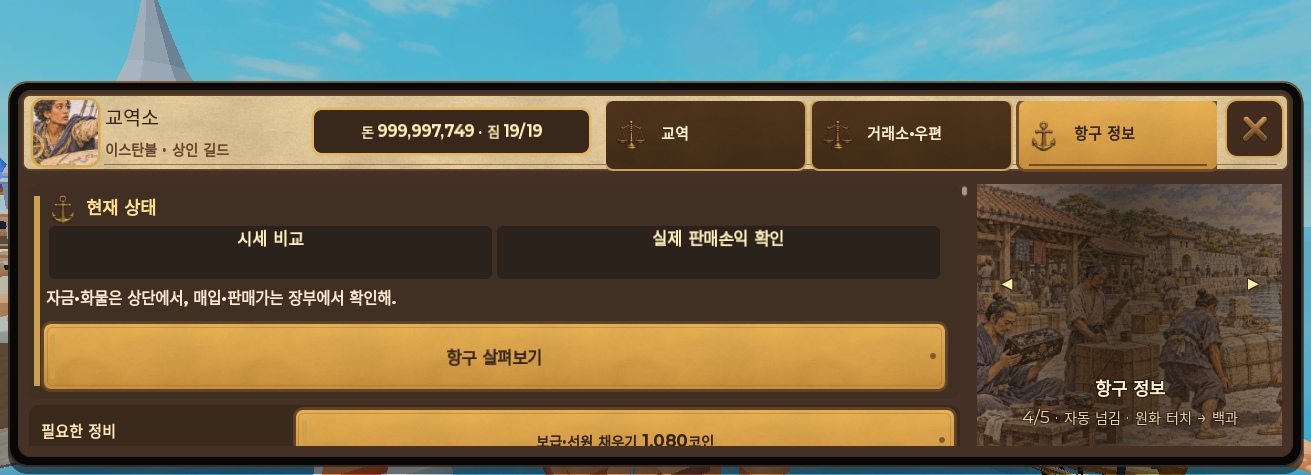 교역소
이스탄불 · 상인 길드
돈 999,997,749 · 짐 19/19
교역
거래소•우편
항구 정보
현재 상태
시세 비교
실제 판매손익 확인
자금•화물은 상단에서, 매입•판매가는 장부에서 확인해.
항구 살펴보기
필요한 정비
보급•선원 채우기 1,080코인
항구 정보
4/5 · 자동 넘김 · 원화 터치 → 백과